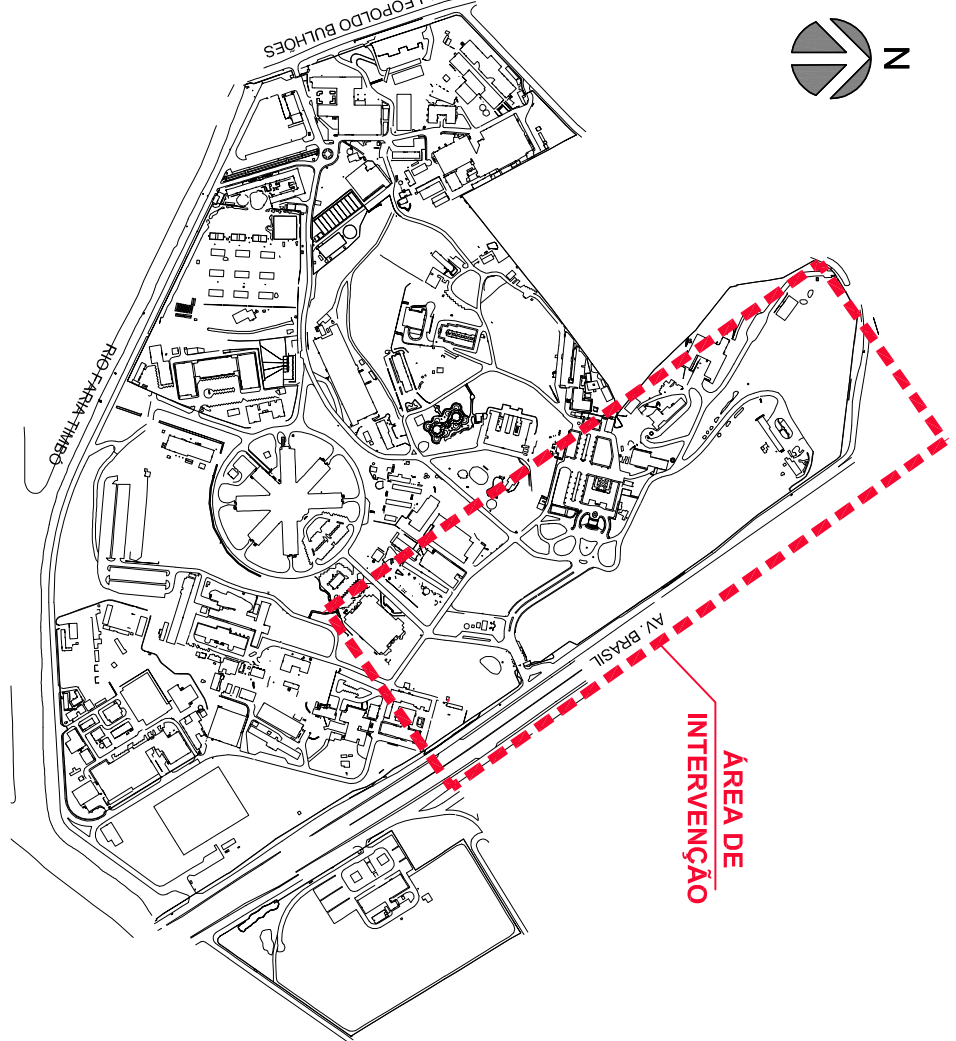 LEOPOLDO BULHÕES
N
RIO FARIA TIMBÓ
AV. BRASIL
ÁREA DE
INTERVENÇÃO